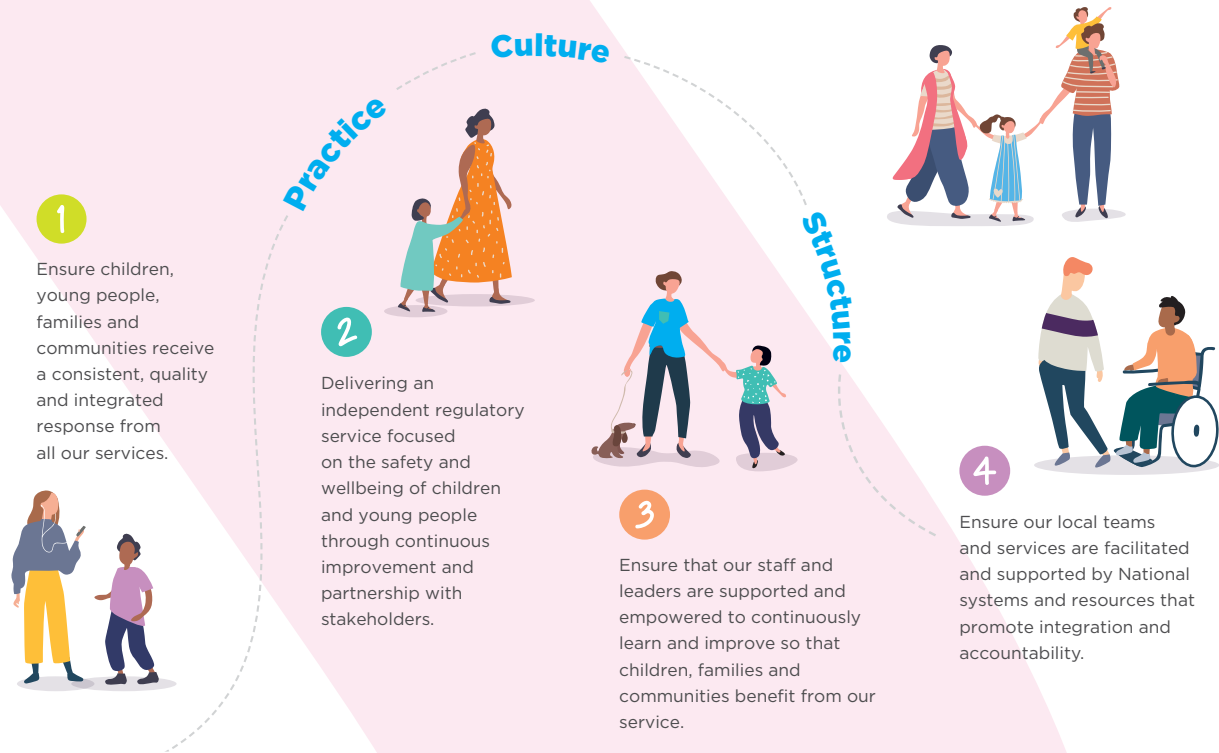 Culture
Practice
Structure
1
Ensure children,
young people,
families and
communities receive
a consistent, quality
and integrated
response from
all our services.
2
Delivering an
independent regulatory
service focused
on the safety and
wellbeing of children
and young people
through continuous
improvement and
partnership with
stakeholders.
3
Ensure that our staff and
leaders are supported and
empowered to continuously
learn and improve so that
children, families and
communities benefit from our
service.
4
Ensure our local teams
and services are facilitated
and supported by National
systems and resources that
promote integration and
accountability.